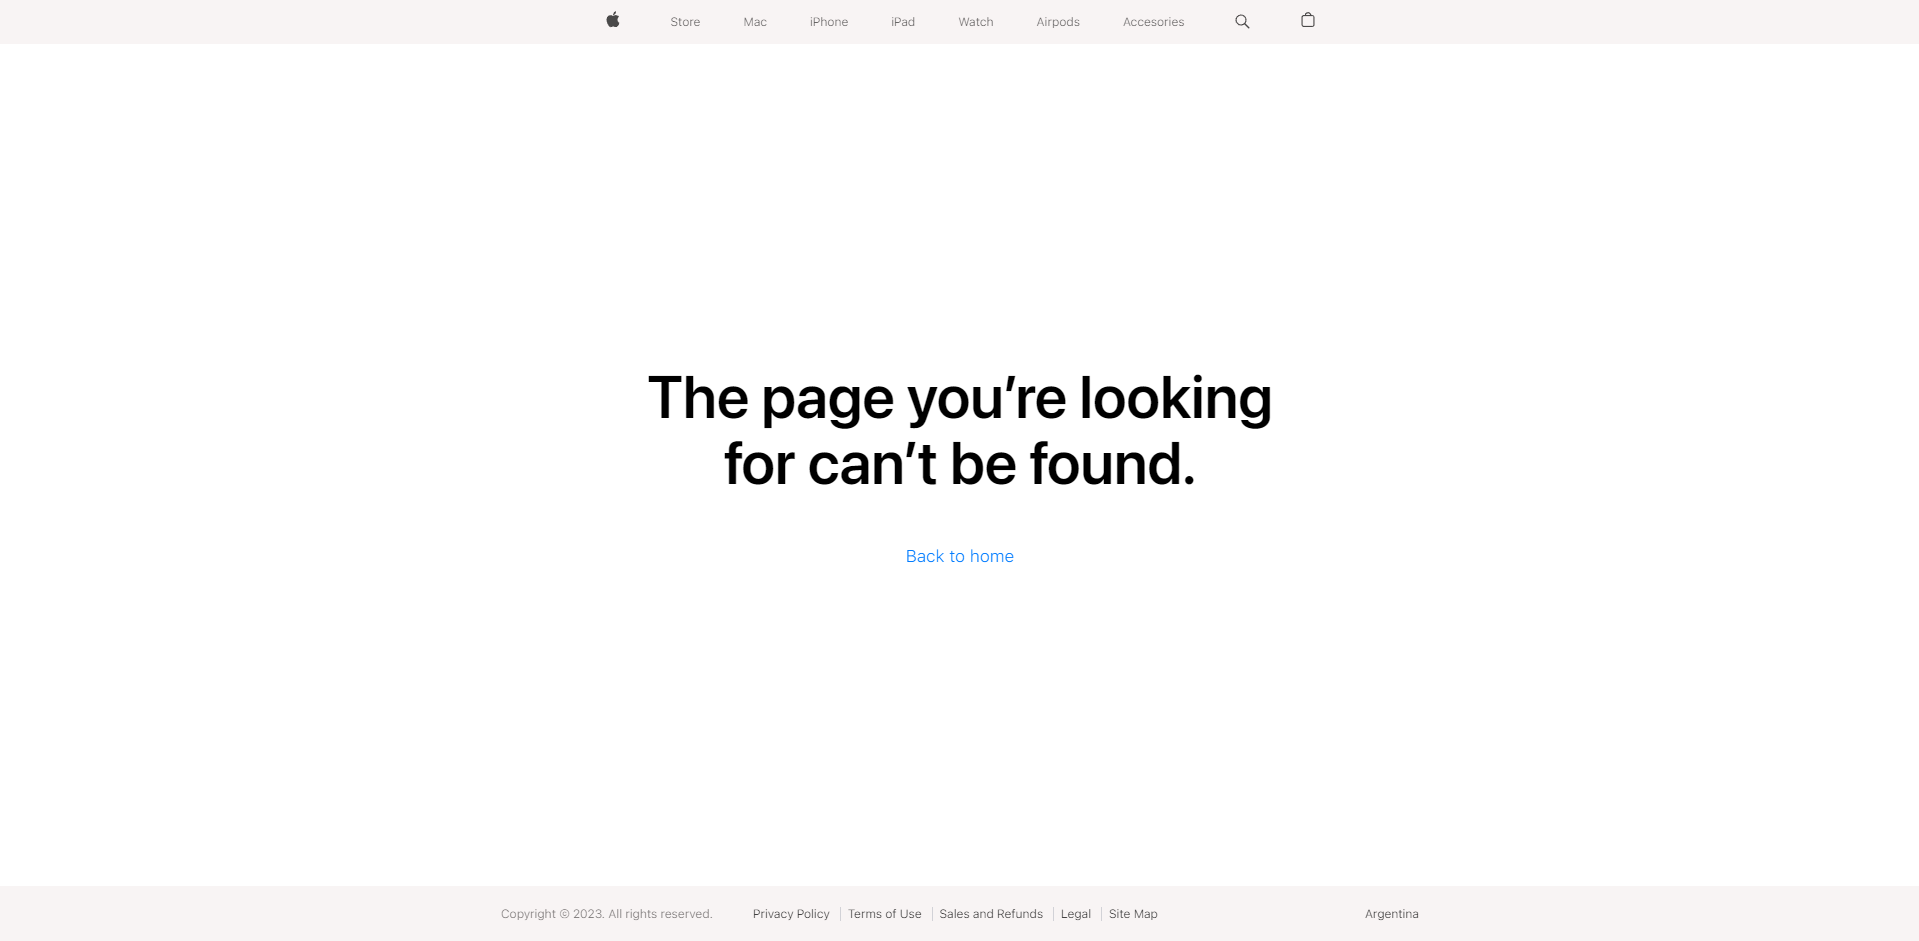 Store Mac iPhone iPad Watch Airpods Accesories
The page you’re looking
for can’t be found.
Back to home
Copyright © 2023. All rights reserved. Privacy Policy Terms of Use Sales and Refunds Legal Site Map Argentina